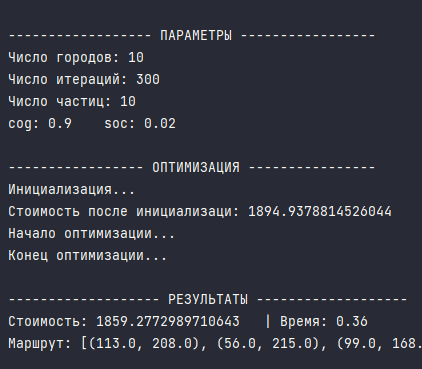 ------------------ ПАРАМЕТРЫ -----------------
Число городов: 10
Число итераций: 300
Число частиц: 10
cog: 0.9    soc: 0.02
----------------- ОПТИМИЗАЦИЯ ----------------
Инициализация...
Стоимость после инициализаци: 1894.9378814526044
Начало оптимизации...
Конец оптимизации...
------------------- РЕЗУЛЬТАТЫ -------------------
Стоимость: 1859.2772989710643   | Время: 0.36
Маршрут: [(113.0, 208.0), (56.0, 215.0), (99.0, 168.